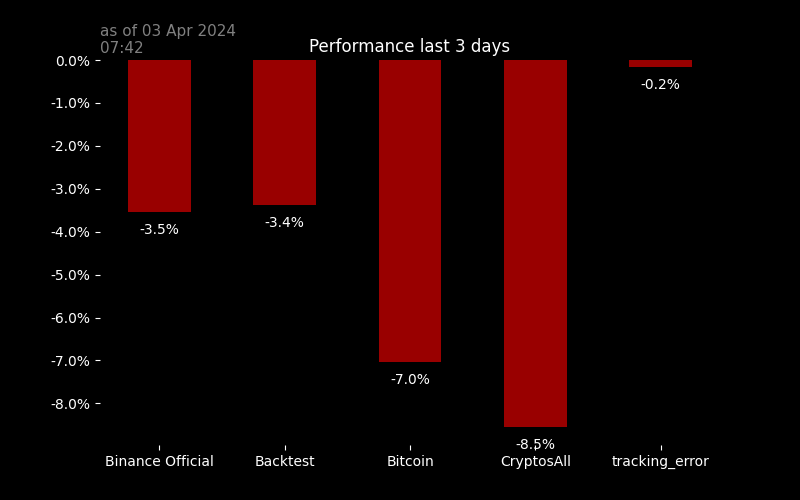 as of 03 Apr 2024
07:42
Performance last 3 days
0.0%
-1.0%
-2.0%
-3.0%
-4.0%
-5.0%
-6.0%
-7.0%
-8.0%
-3.5%
-3.4%
-7.0%
-8.5%
-0.2%
Binance Official
Backtest
Bitcoin
CryptosAll
tracking_error